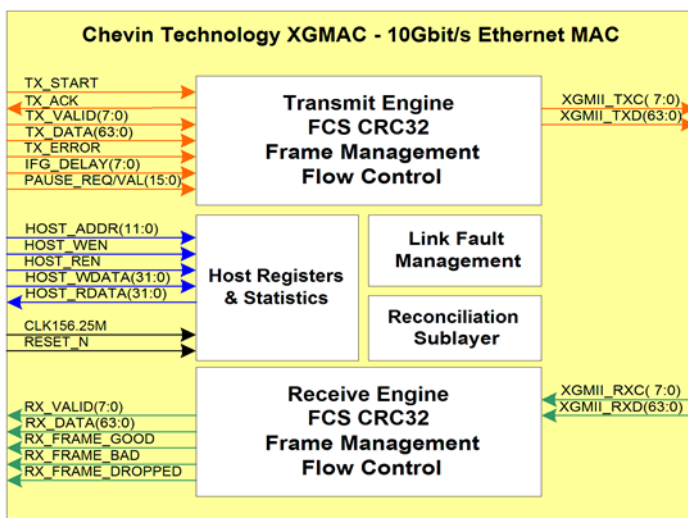 Chevin Technology XGMAC - 10Gbit/s Ethernet MAC
TX_START
TX_ACK
TX_VALID(7:0)
TX_DATA(63:0)
TX_ERROR
IFG_DELAY(7:0)
PAUSE_REQ/VAL(15:0)
Transmit Engine
FCS CRC32
Frame Management
Flow Control
XGMII_TXC( 7:0)
XGMII_TXD(63:0)
HOST_ADDR(11:0)
HOST_WEN
HOST_REN
HOST_WDATA(31:0)
HOST_RDATA(31:0)
CLK156.25M
RESET_N
Host Registers
& Statistics
Link Fault
Management
Reconciliation
Sublayer
RX_VALID(7:0)
RX_DATA(63:0)
RX_FRAME_GOOD
RX_FRAME_BAD
RX_FRAME_DROPPED
Receive Engine
FCS CRC32
Frame Management
Flow Control
XGMII_RXC( 7:0)
XGMII_RXD(63:0)